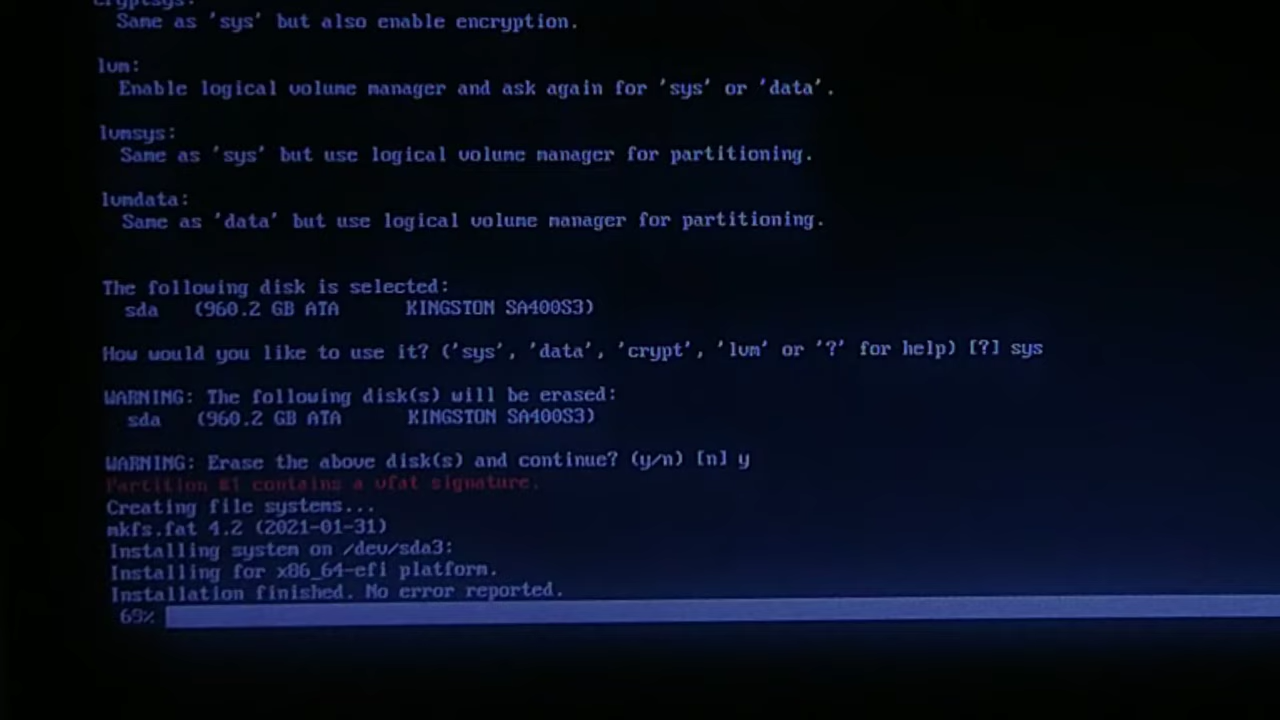 cryptsys:
Same as 'sys' but also enable encryption.
lvm:
Enable logical volume manager and ask again for 'sys' or 'data'.
lvmsys:
Same as 'sys' but use logical volume manager for partitioning.
lvmdata:
Same as 'data' but use logical volume manager for partitioning.
The following disk is selected:
sda (960.2 GB ATA KINGSTON SA400S3)
How would you like to use it? ('sys', 'data', 'crypt', 'lvm' or '?' for help) [?] sys
WARNING: The following disk(s) will be erased:
sda (960.2 GB ATA KINGSTON SA400S3)
WARNING: Erase the above disk(s) and continue? (y/n) [n] y
Partition #1 contains a vfat signature.
Creating file systems...
mkfs.fat 4.2 (2021-01-31)
Installing system on /dev/sda3:
Installing for x86_64-efi platform.
Installation finished. No error reported.
69%